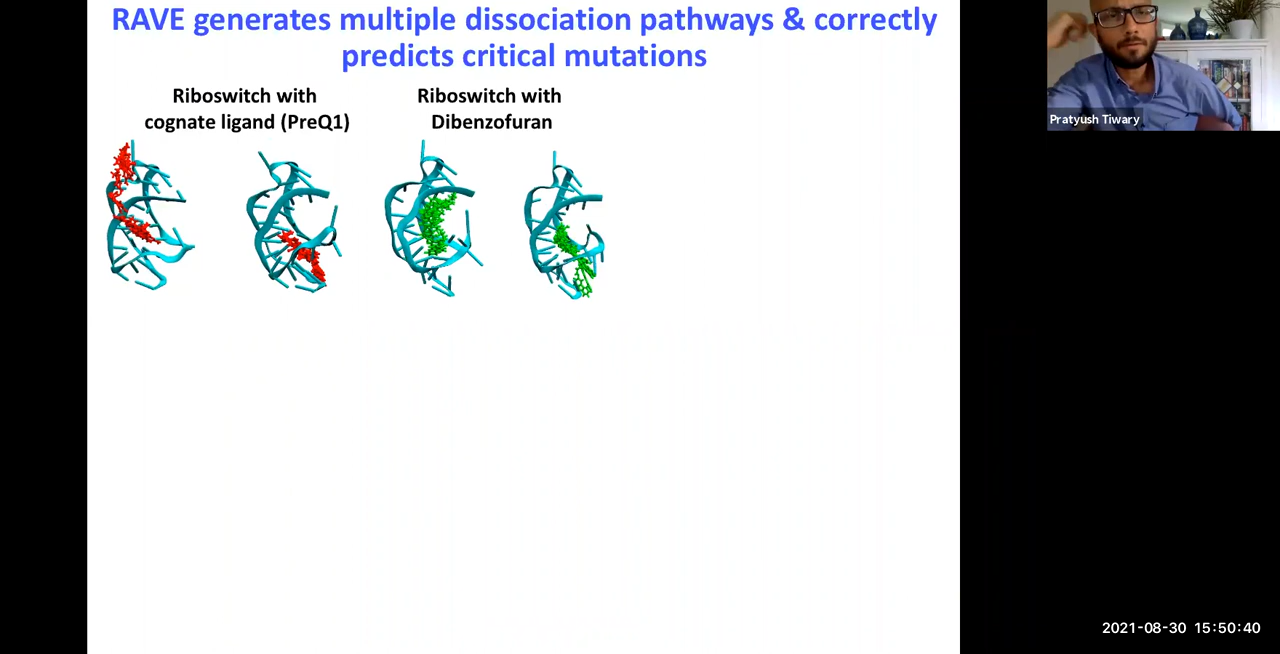 RAVE generates multiple dissociation pathways & correctly
predicts critical mutations
Riboswitch with
cognate ligand (PreQ1)
Riboswitch with
Dibenzofuran
Pratyush Tiwary
2021-08-30 15:50:40